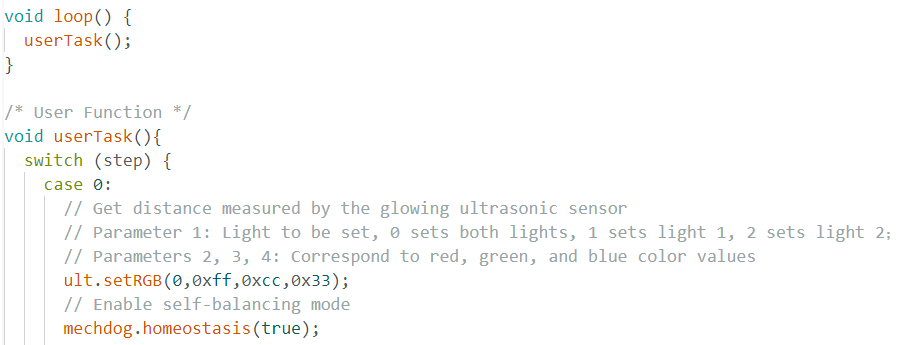 void loop() {
  userTask();
}

/* User Function */
void userTask(){
  switch (step) {
    case 0:
      // Get distance measured by the glowing ultrasonic sensor
      // Parameter 1: Light to be set, 0 sets both lights, 1 sets light 1, 2 sets light 2;
      // Parameters 2, 3, 4: Correspond to red, green, and blue color values
      ult.setRGB(0,0xff,0xcc,0x33);
      // Enable self-balancing mode
      mechdog.homeostasis(true);